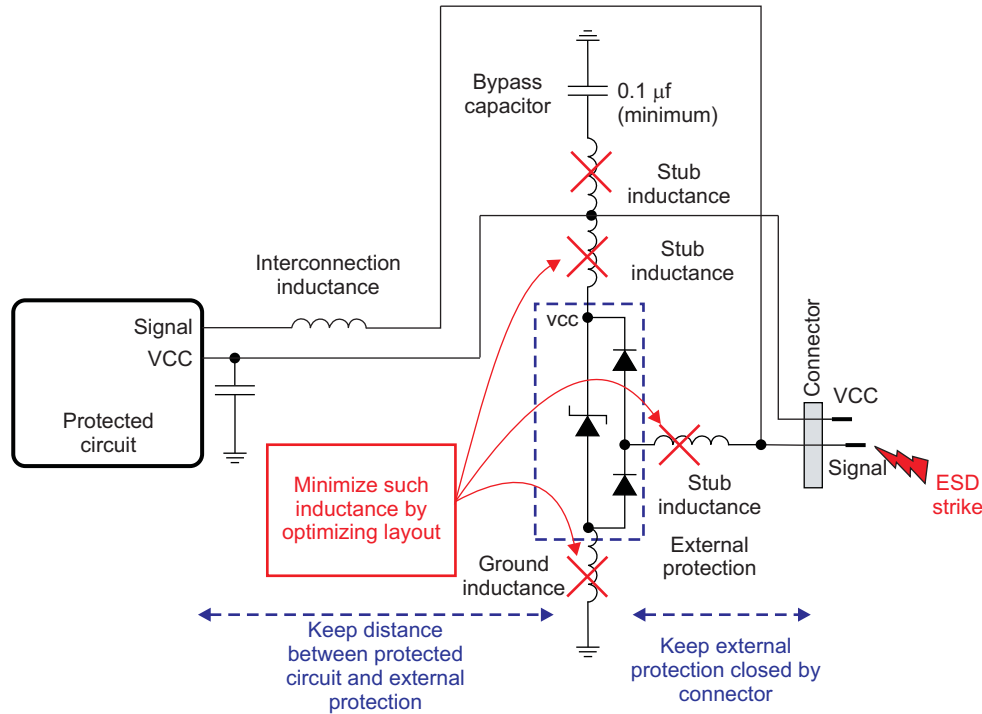 Bypass
capacitor
0.1 μf
(minimum)
Stub
inductance
Stub
inductance
Interconnection
inductance
Signal
VCC
Protected
circuit
vcc
Connector
VCC
Signal
ESD
strike
Minimize such
inductance by
optimizing layout
Stub
inductance
External
protection
Ground
inductance
Keep distance
between protected
circuit and external
protection
Keep external
protection closed by
connector